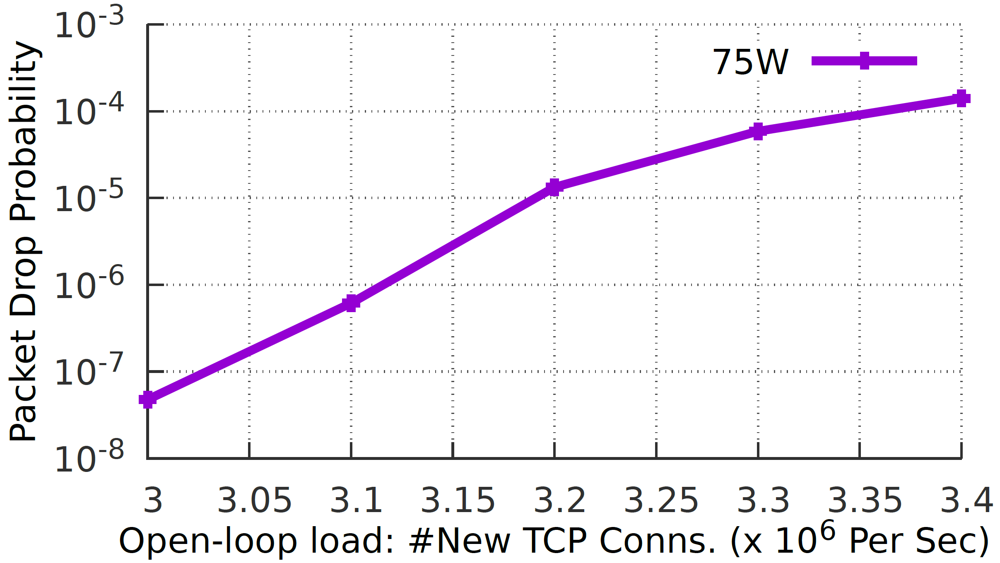 Packet Drop Probability
10^-3
10^-4
10^-5
10^-6
10^-7
10^-8
75W
3 3.05 3.1 3.15 3.2 3.25 3.3 3.35 3.4
Open-loop load: #New TCP Conns. (x 10^6 Per Sec)